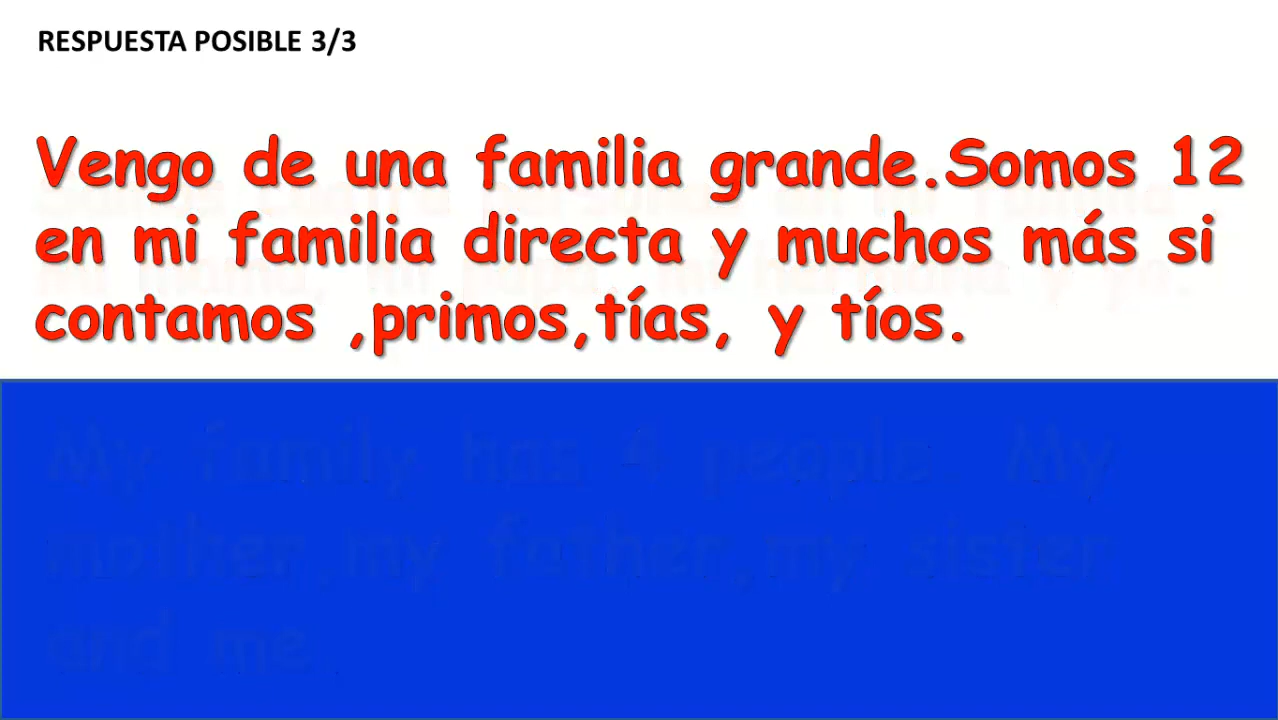 RESPUESTA POSIBLE 3/3
Vengo de una familia grande.Somos 12
en mi familia directa y muchos más si
contamos ,primos,tías, y tíos.
My family has 4 people. My
mother,my father,my sister
and me.